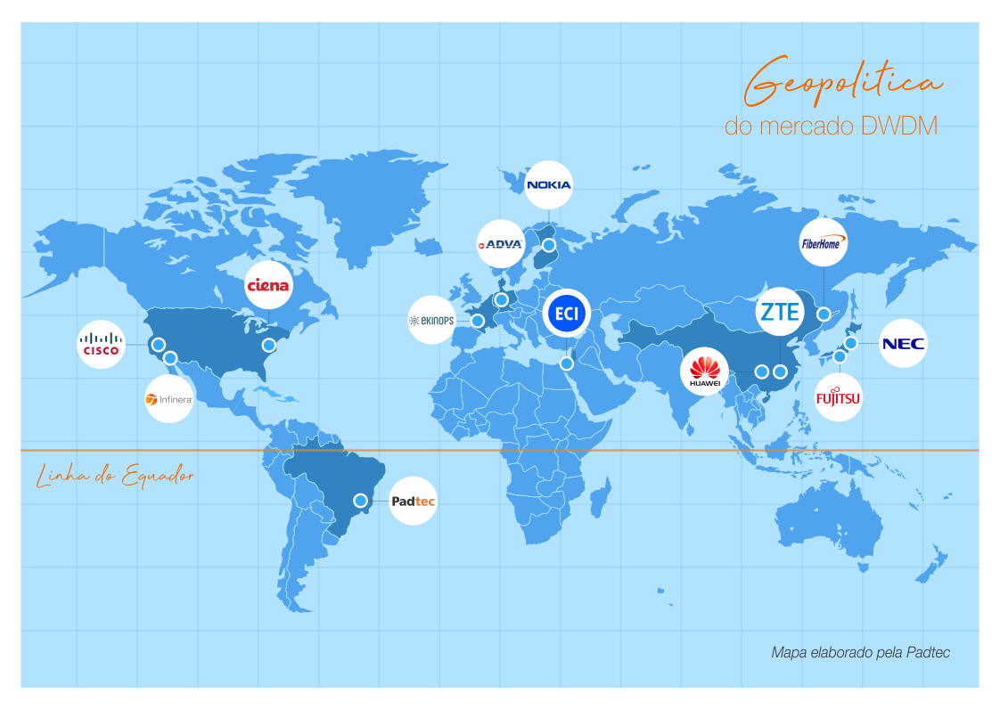 Geopolitica
do mercado DWDM
NOKIA
ADVA
FiberHome
ciena
ZTE
ECI
eKINOPS
CISCO
NEC
HUAWEI
Infinera
FUJITSU
Linha do Equador
Padtec
Mapa elaborado pela Padtec